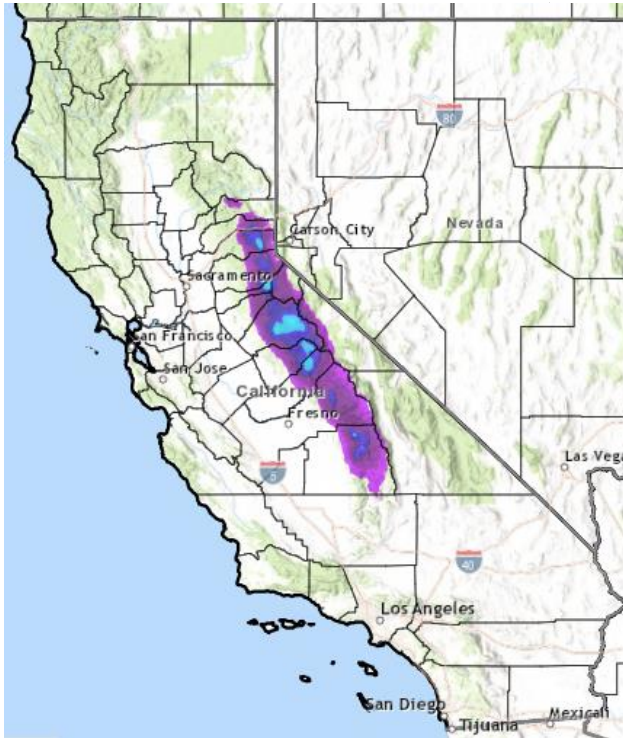 80
Carson City
Nevada
Sacramento
San Francisco
San Jose
California
Fresno
Las Vega
5
40
Los Angeles
San Diego
Tijuana
Mexicali